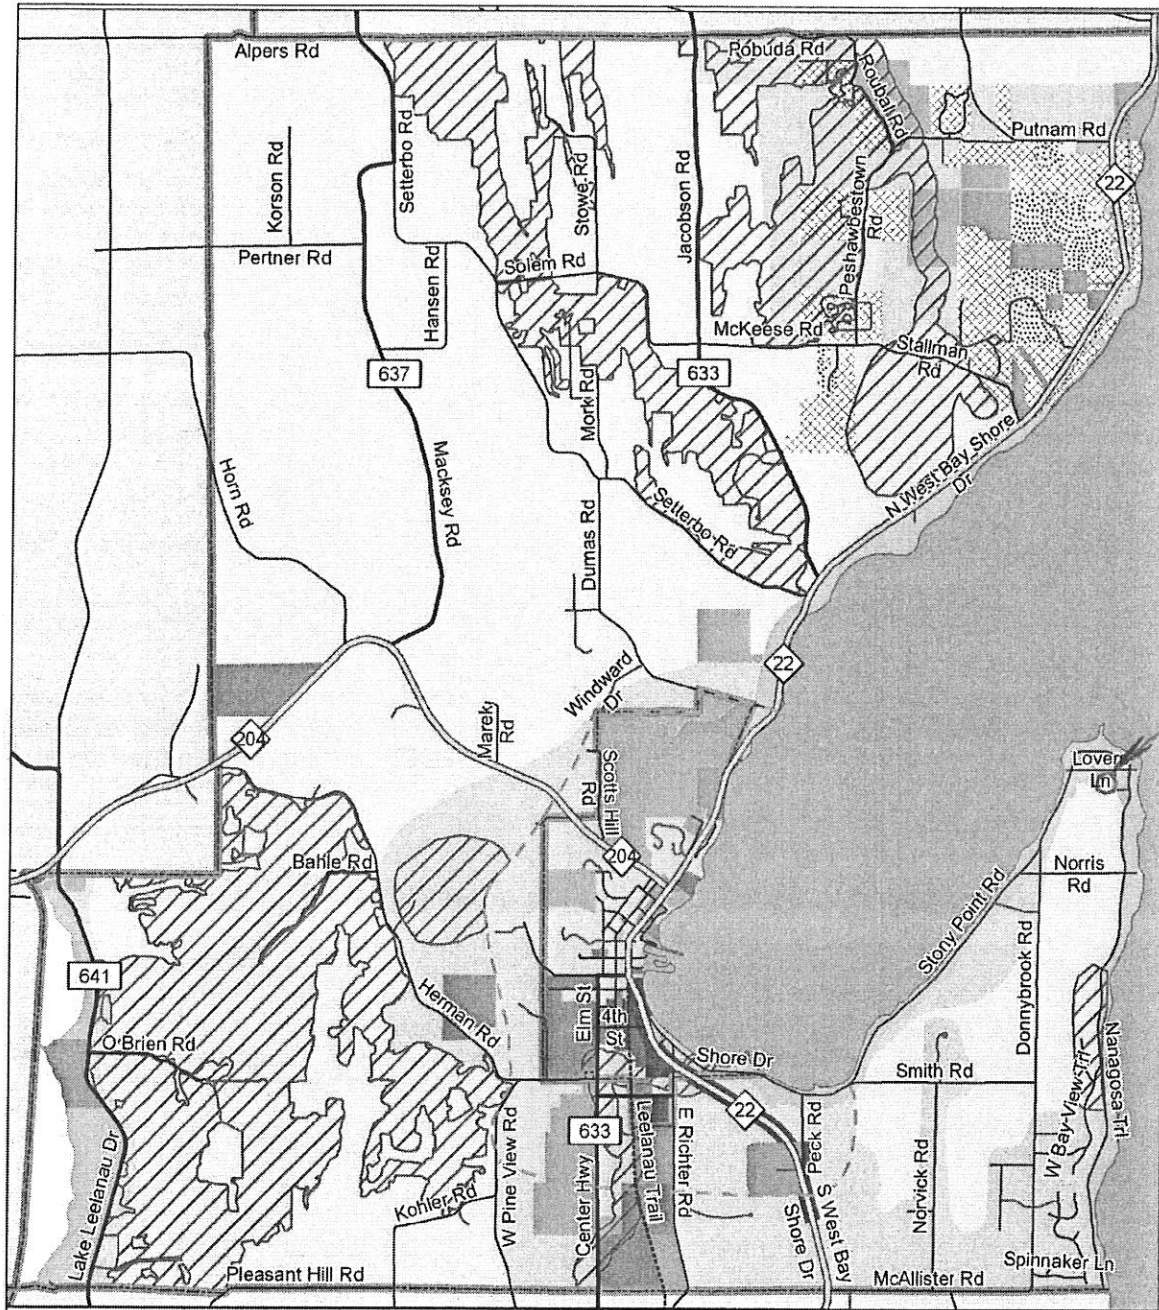 Alpers Rd
Robuda Rd
Roubal Rd
Putnam Rd
22
Korson Rd
Setterbo Rd
Stowe Rd
Jacobson Rd
Peshawbestown
Rd
Pertner Rd
Hansen Rd
Solem Rd
McKeese Rd
Stallman
Rd
637
633
Mork Rd
Horn Rd
Macksey Rd
Setterbo Rd
N West Bay Shore
Dr
Dumas Rd
22
Windward
Dr
Marek
Rd
204
Scotts Hill
Rd
Lovers
Ln
204
Bahle Rd
Norris
Rd
Stony Point Rd
641
Herman Rd
Elm St
4th
St
Donnybrook Rd
Nanagosa Trl
O'Brien Rd
Shore Dr
Smith Rd
W Bay View Trl
22
633
Lake Leelanau Dr
W Pine View Rd
Center Hwy
Leelanau Trail
E Richter Rd
Peck Rd
Norvick Rd
Kohler Rd
S West Bay
Shore Dr
Pleasant Hill Rd
McAllister Rd
Spinnaker Ln